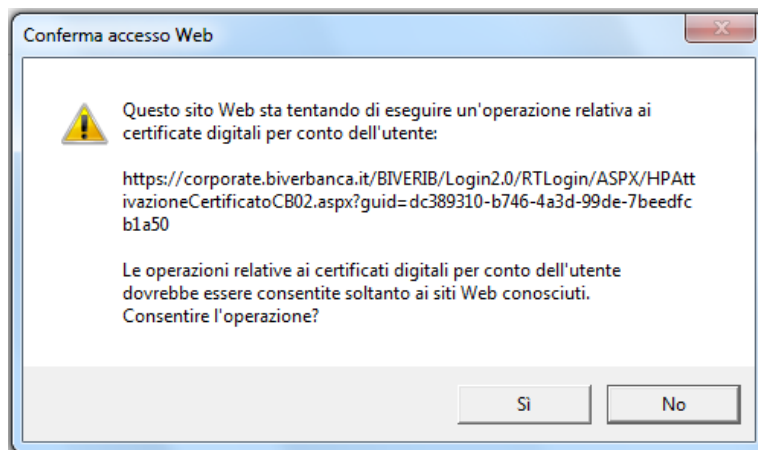 Conferma accesso Web
Questo sito Web sta tentando di eseguire un'operazione relativa ai
certificate digitali per conto dell'utente:
https://corporate.biverbanca.it/BIVERIB/Login2.0/RTLogin/ASPX/HPAtt
ivazioneCertificatoCB02.aspx?guid=dc389310-b746-4a3d-99de-7beedfc
b1a50
Le operazioni relative ai certificati digitali per conto dell'utente
dovrebbe essere consentite soltanto ai siti Web conosciuti.
Consentire l'operazione?
Sì
No